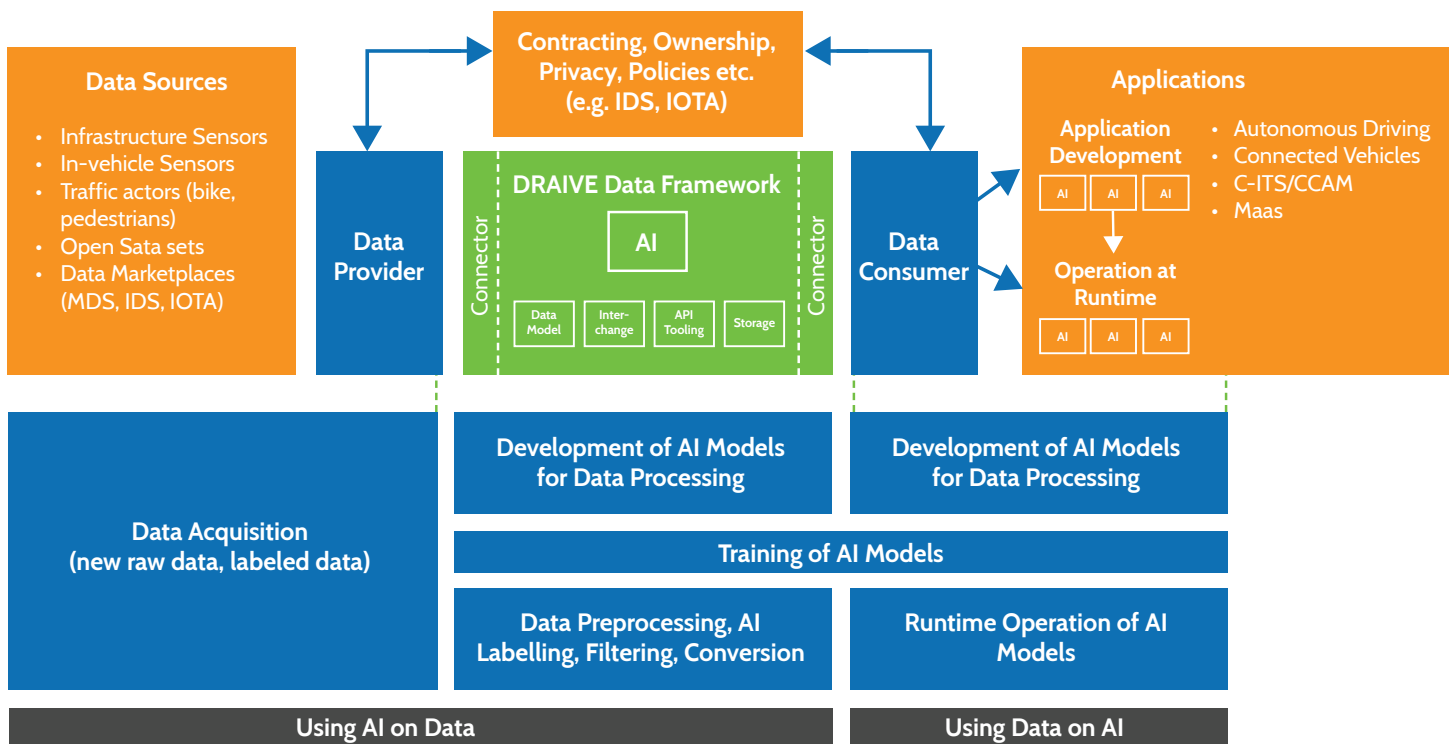 Contracting, Ownership,
Privacy, Policies etc.
(e.g. IDS, IOTA)
Data Sources
• Infrastructure Sensors
• In-vehicle Sensors
• Traffic actors (bike,
pedestrians)
• Open Sata sets
• Data Marketplaces
(MDS, IDS, IOTA)
Data
Provider
Connector
DRAIVE Data Framework
AI
Data
Model
Inter-
change
API
Tooling
Storage
Connector
Data
Consumer
Applications
Application
Development
AI AI AI
Operation at
Runtime
AI AI AI
• Autonomous Driving
• Connected Vehicles
• C-ITS/CCAM
• Maas
Data Acquisition
(new raw data, labeled data)
Development of AI Models
for Data Processing
Development of AI Models
for Data Processing
Training of AI Models
Data Preprocessing, AI
Labelling, Filtering, Conversion
Runtime Operation of AI
Models
Using AI on Data
Using Data on AI